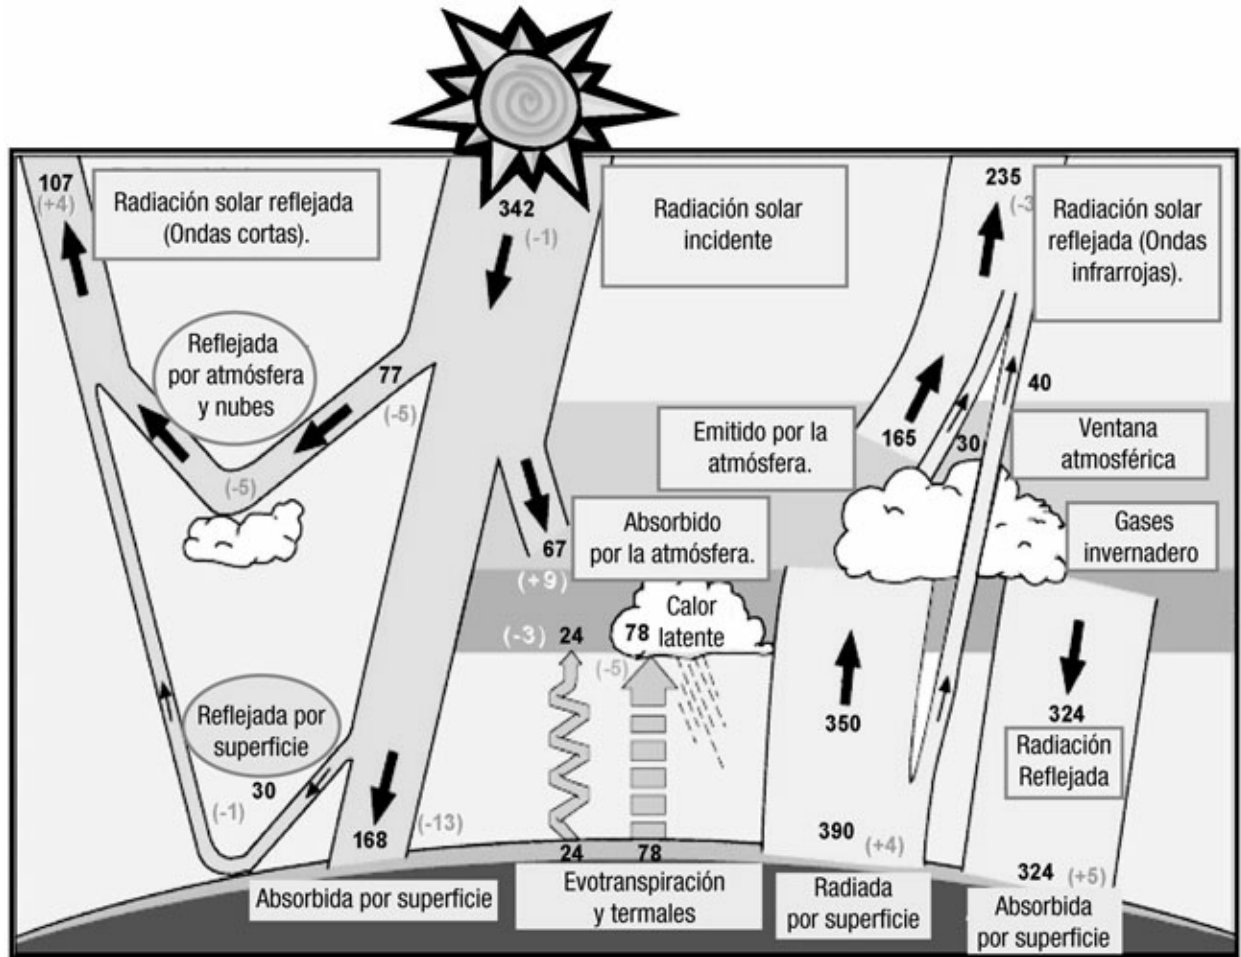 107
(+4)
Radiación solar reflejada
(Ondas cortas).
342
(-1)
Radiación solar
incidente
235
(-3
Radiación solar
reflejada (Ondas
infrarrojas).
Reflejada
por atmósfera
y nubes
77
(-5)
(-5)
Emitido por la
atmósfera.
165
30
40
Ventana
atmosférica
Absorbido
por la atmósfera.
67
(+9)
Gases
invernadero
Calor
latente
(-3)
24
78
(-5)
Reflejada por
superficie
30
(-1)
168
(-13)
350
324
Radiación
Reflejada
390
(+4)
24
78
324
(+5)
Absorbida por superficie
Evotranspiración
y termales
Radiada
por superficie
Absorbida
por superficie